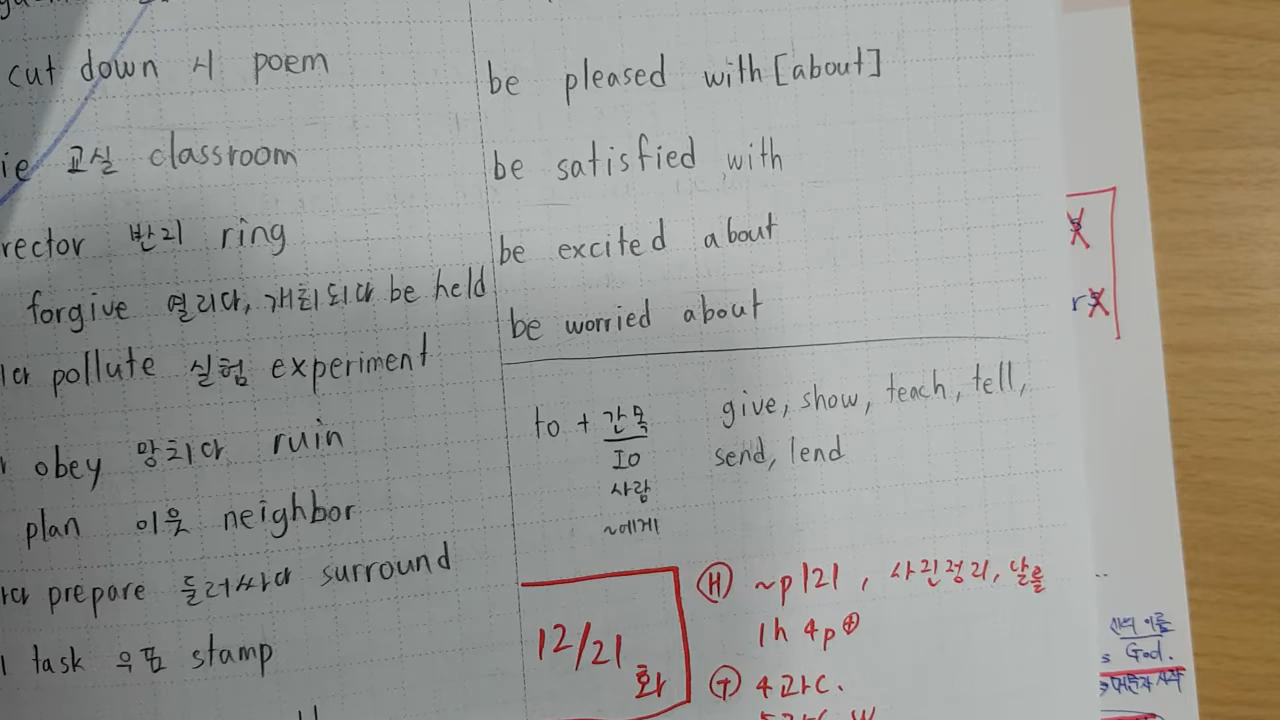 cut down 시 poem
교실 classroom
반지 ring
forgive 열리다, 개최되다 be held
pollute 실험 experiment
obey 망치다 ruin
plan 이웃 neighbor
prepare 둘러싸다 surround
task 우표 stamp
be pleased with [about]
be satisfied with
be excited about
be worried about
to + 간목
IO
사람
~에게
give, show, teach, tell,
send, lend
12/21
화
Ⓗ ~p121, 사진정리,
1h 4p⊕
Ⓣ 4과C.
God.